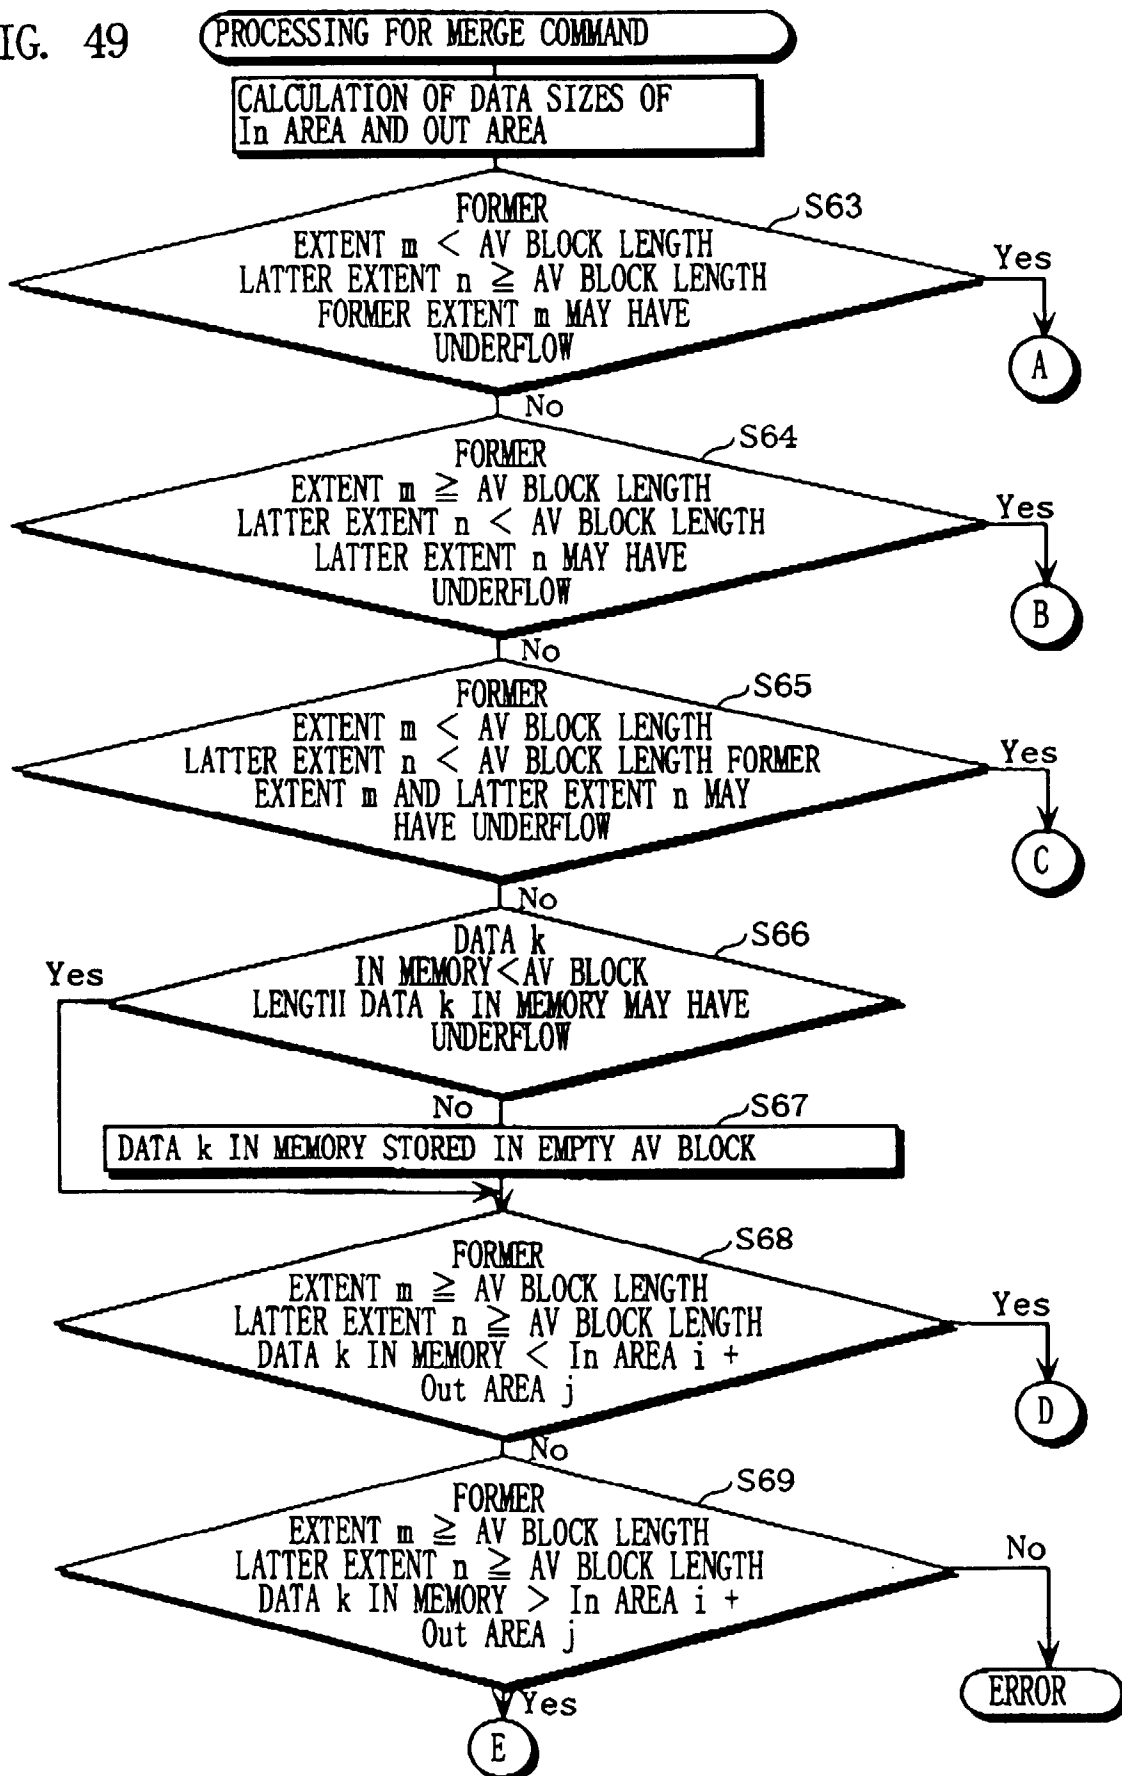 IG. 49
PROCESSING FOR MERGE COMMAND
CALCULATION OF DATA SIZES OF
In AREA AND OUT AREA
S63
FORMER
EXTENT m < AV BLOCK LENGTH
LATTER EXTENT n ≧ AV BLOCK LENGTH
FORMER EXTENT m MAY HAVE
UNDERFLOW
Yes
A
No
S64
FORMER
EXTENT m ≧ AV BLOCK LENGTH
LATTER EXTENT n < AV BLOCK LENGTH
LATTER EXTENT n MAY HAVE
UNDERFLOW
Yes
B
No
S65
FORMER
EXTENT m < AV BLOCK LENGTH
LATTER EXTENT n < AV BLOCK LENGTH FORMER
EXTENT m AND LATTER EXTENT n MAY
HAVE UNDERFLOW
Yes
C
No
S66
DATA k
IN MEMORY<AV BLOCK
LENGTH DATA k IN MEMORY MAY HAVE
UNDERFLOW
Yes
No
S67
DATA k IN MEMORY STORED IN EMPTY AV BLOCK
S68
FORMER
EXTENT m ≧ AV BLOCK LENGTH
LATTER EXTENT n ≧ AV BLOCK LENGTH
DATA k IN MEMORY < In AREA i +
Out AREA j
Yes
D
No
S69
FORMER
EXTENT m ≧ AV BLOCK LENGTH
LATTER EXTENT n ≧ AV BLOCK LENGTH
DATA k IN MEMORY > In AREA i +
Out AREA j
No
ERROR
Yes
E